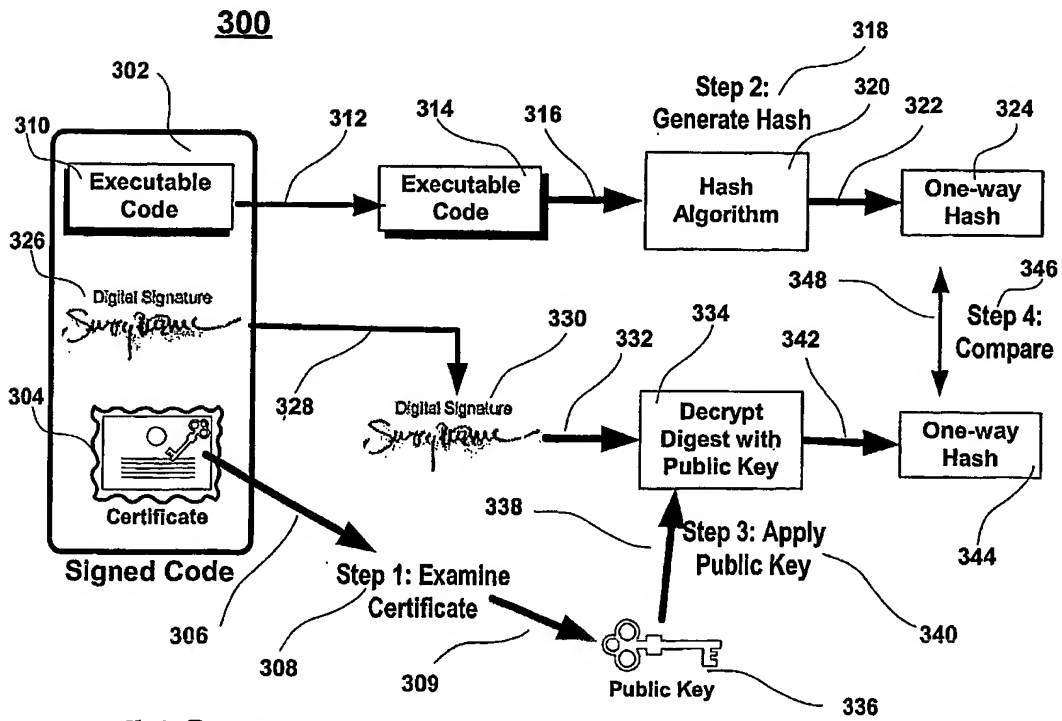 300
302
318
Step 2:
Generate Hash
320
310
312
314
316
322
324
Executable
Code
Executable
Code
Hash
Algorithm
One-way
Hash
326
Digital Signature
348
346
Step 4:
Compare
328
330
332
334
342
Digital Signature
Decrypt
Digest with
Public Key
One-way
Hash
304
Certificate
338
Step 3: Apply
Public Key
344
Signed Code
Step 1: Examine
Certificate
306
308
309
340
Public Key
336